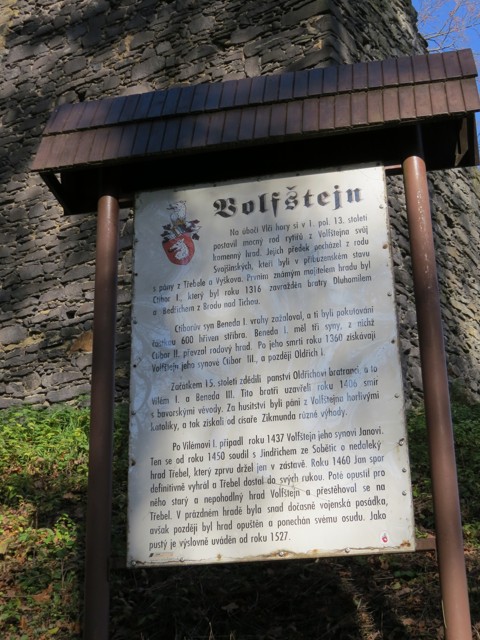 Volfštejn
Na úbočí Vlčí hory si v 1. pol. 13. století
postavil mocný rod rytířů z Volfštejna svůj
kamenný hrad. Jejich předek pocházel z rodu
Svojšínských, kteří byli v příbuzenském stavu
s pány z Třebele a Výškova. Prvním známým majitelem hradu byl
Ctibor I., který byl roku 1316 zavražděn bratry Dluhomilem
a Bedřichem z Brodu nad Tichou.
Ctiborův syn Beneda I. vrahy zažaloval, a ti byli pokutováni
částkou 600 hřiven stříbra. Beneda I. měl tři syny, z nichž
Ctibor II. převzal rodový hrad. Po jeho smrti roku 1360 získávají
Volfštejn jeho synové Ctibor III., a později Oldřich I.
Začátkem 15. století zdědili panství Oldřichovi bratranci, a to
Vilém I. a Beneda III. Tito bratři uzavřeli roku 1406 smír
s bavorskými vévody. Za husitství byli páni z Volfštejna horlivými
katolíky, a tak získali od císaře Zikmunda různé výhody.
Po Vilémovi I. připadl roku 1437 Volfštejn jeho synovi Janovi.
Ten se od roku 1450 soudil s Jindřichem ze Sobětic o nedaleký
hrad Třebel, který zprvu držel jen v zástavě. Roku 1460 Jan spor
definitivně vyhrál a Třebel dostal do svých rukou. Poté opustil pro
něho starý a nepohodlný hrad Volfštejn a přestěhoval se na
Třebel. V prázdném hradě byla snad dočasně vojenská posádka,
avšak později byl hrad opuštěn a ponechán svému osudu. Jako
pustý je výslovně uváděn od roku 1527.